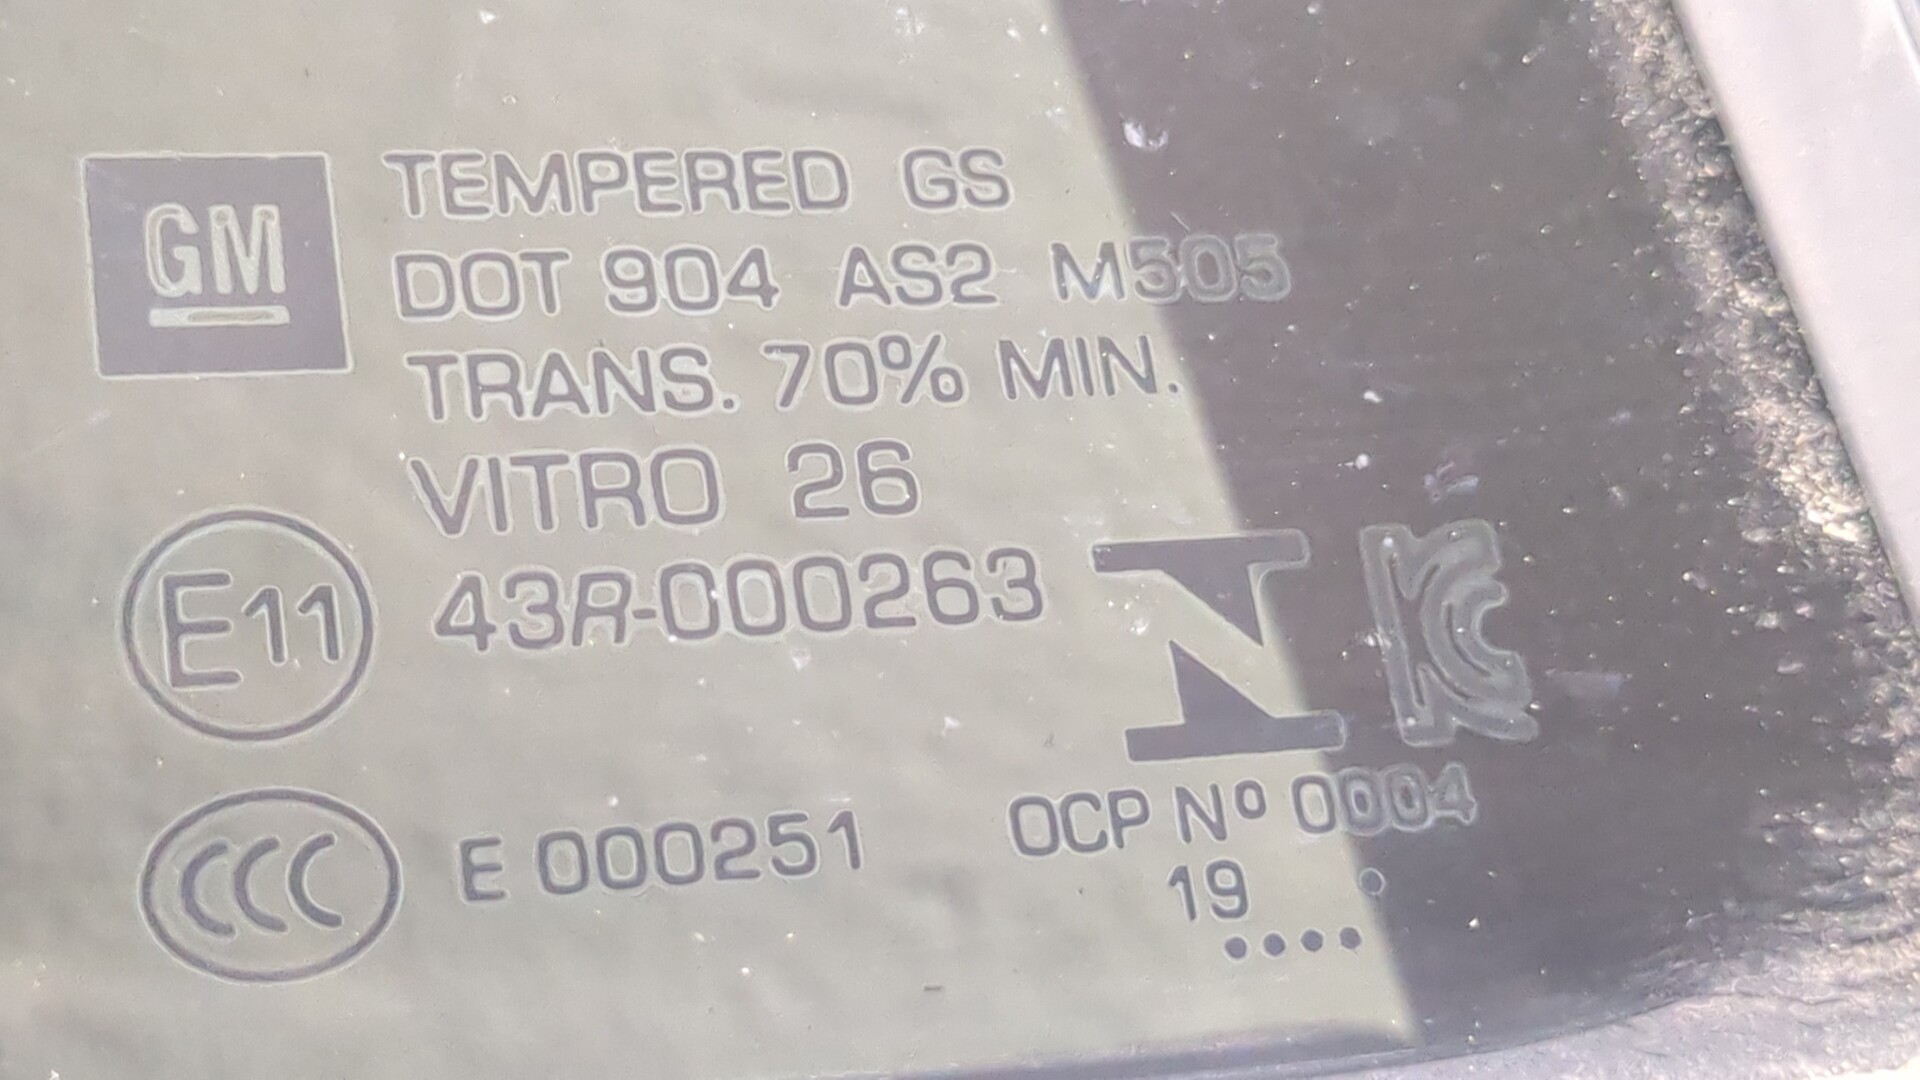 GM
TEMPERED GS
DOT 904 AS2 M505
TRANS. 70% MIN.
VITRO 26
E11 43R-000263
CCC E 000251
OCP Nº 0004
19